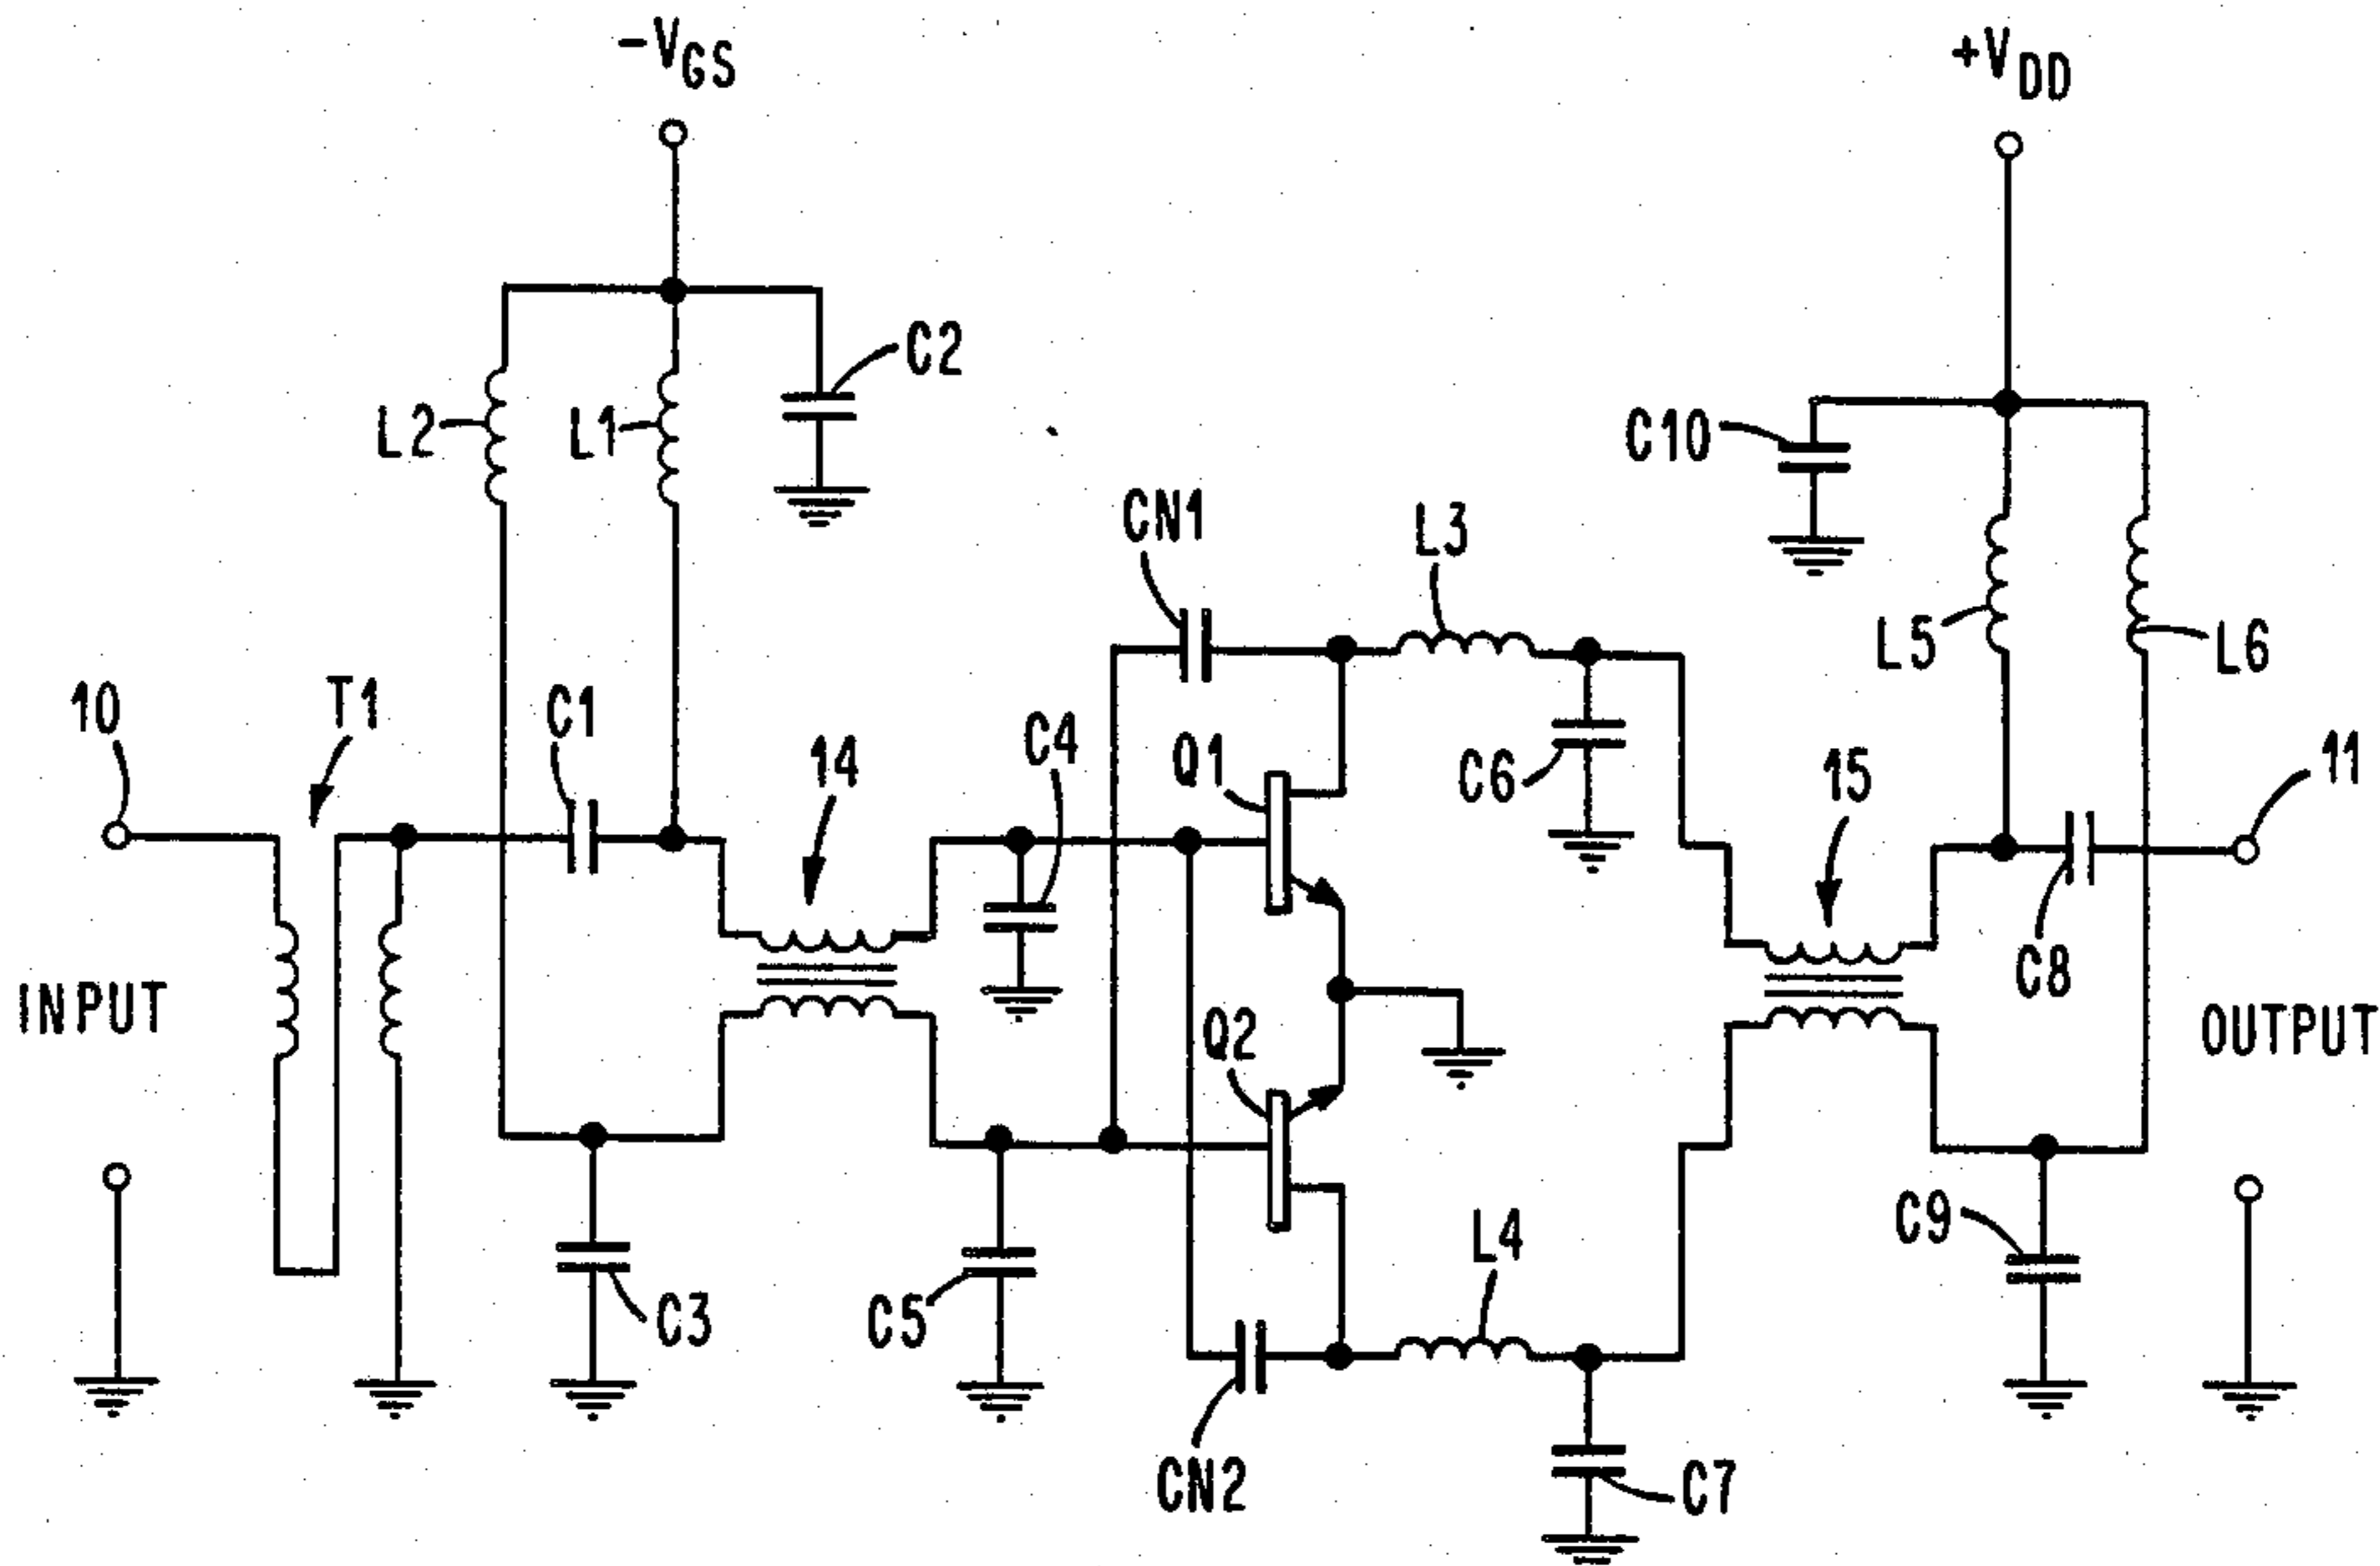 -VGS
+VDD
C2
L2
L1
C10
CN1
L3
L5
L6
10
T1
C1
14
C4
Q1
C6
15
11
C8
INPUT
Q2
OUTPUT
C9
L4
C3
C5
CN2
C7